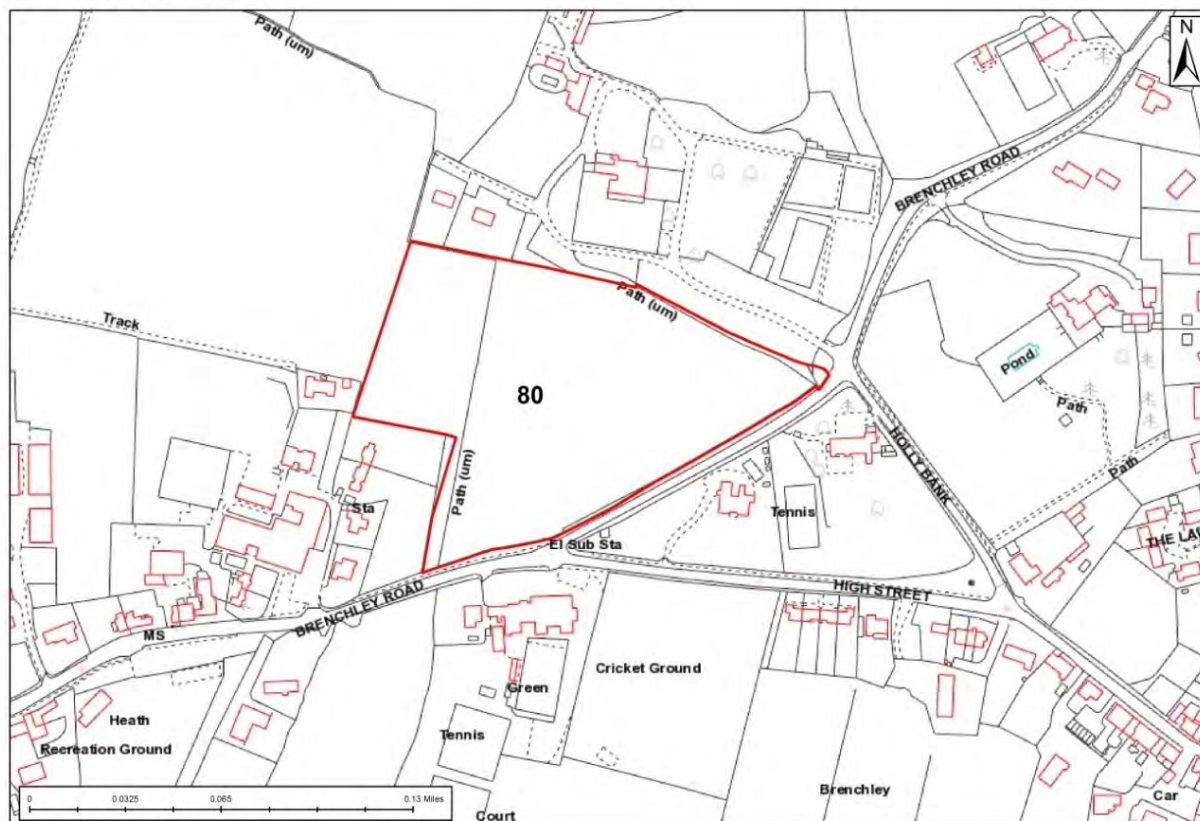 Path (um)
N
BRENCHLEY ROAD
Path (um)
Track
Pond
80
Path
HOLLY BANK
Path
Path (um)
Sta
Tennis
El Sub Sta
THE LA
HIGH STREET
BRENCHLEY ROAD
MS
Cricket Ground
Green
Heath
Recreation Ground
Tennis
Brenchley
Car
0 0.0325 0.065 0.13 Miles
Court